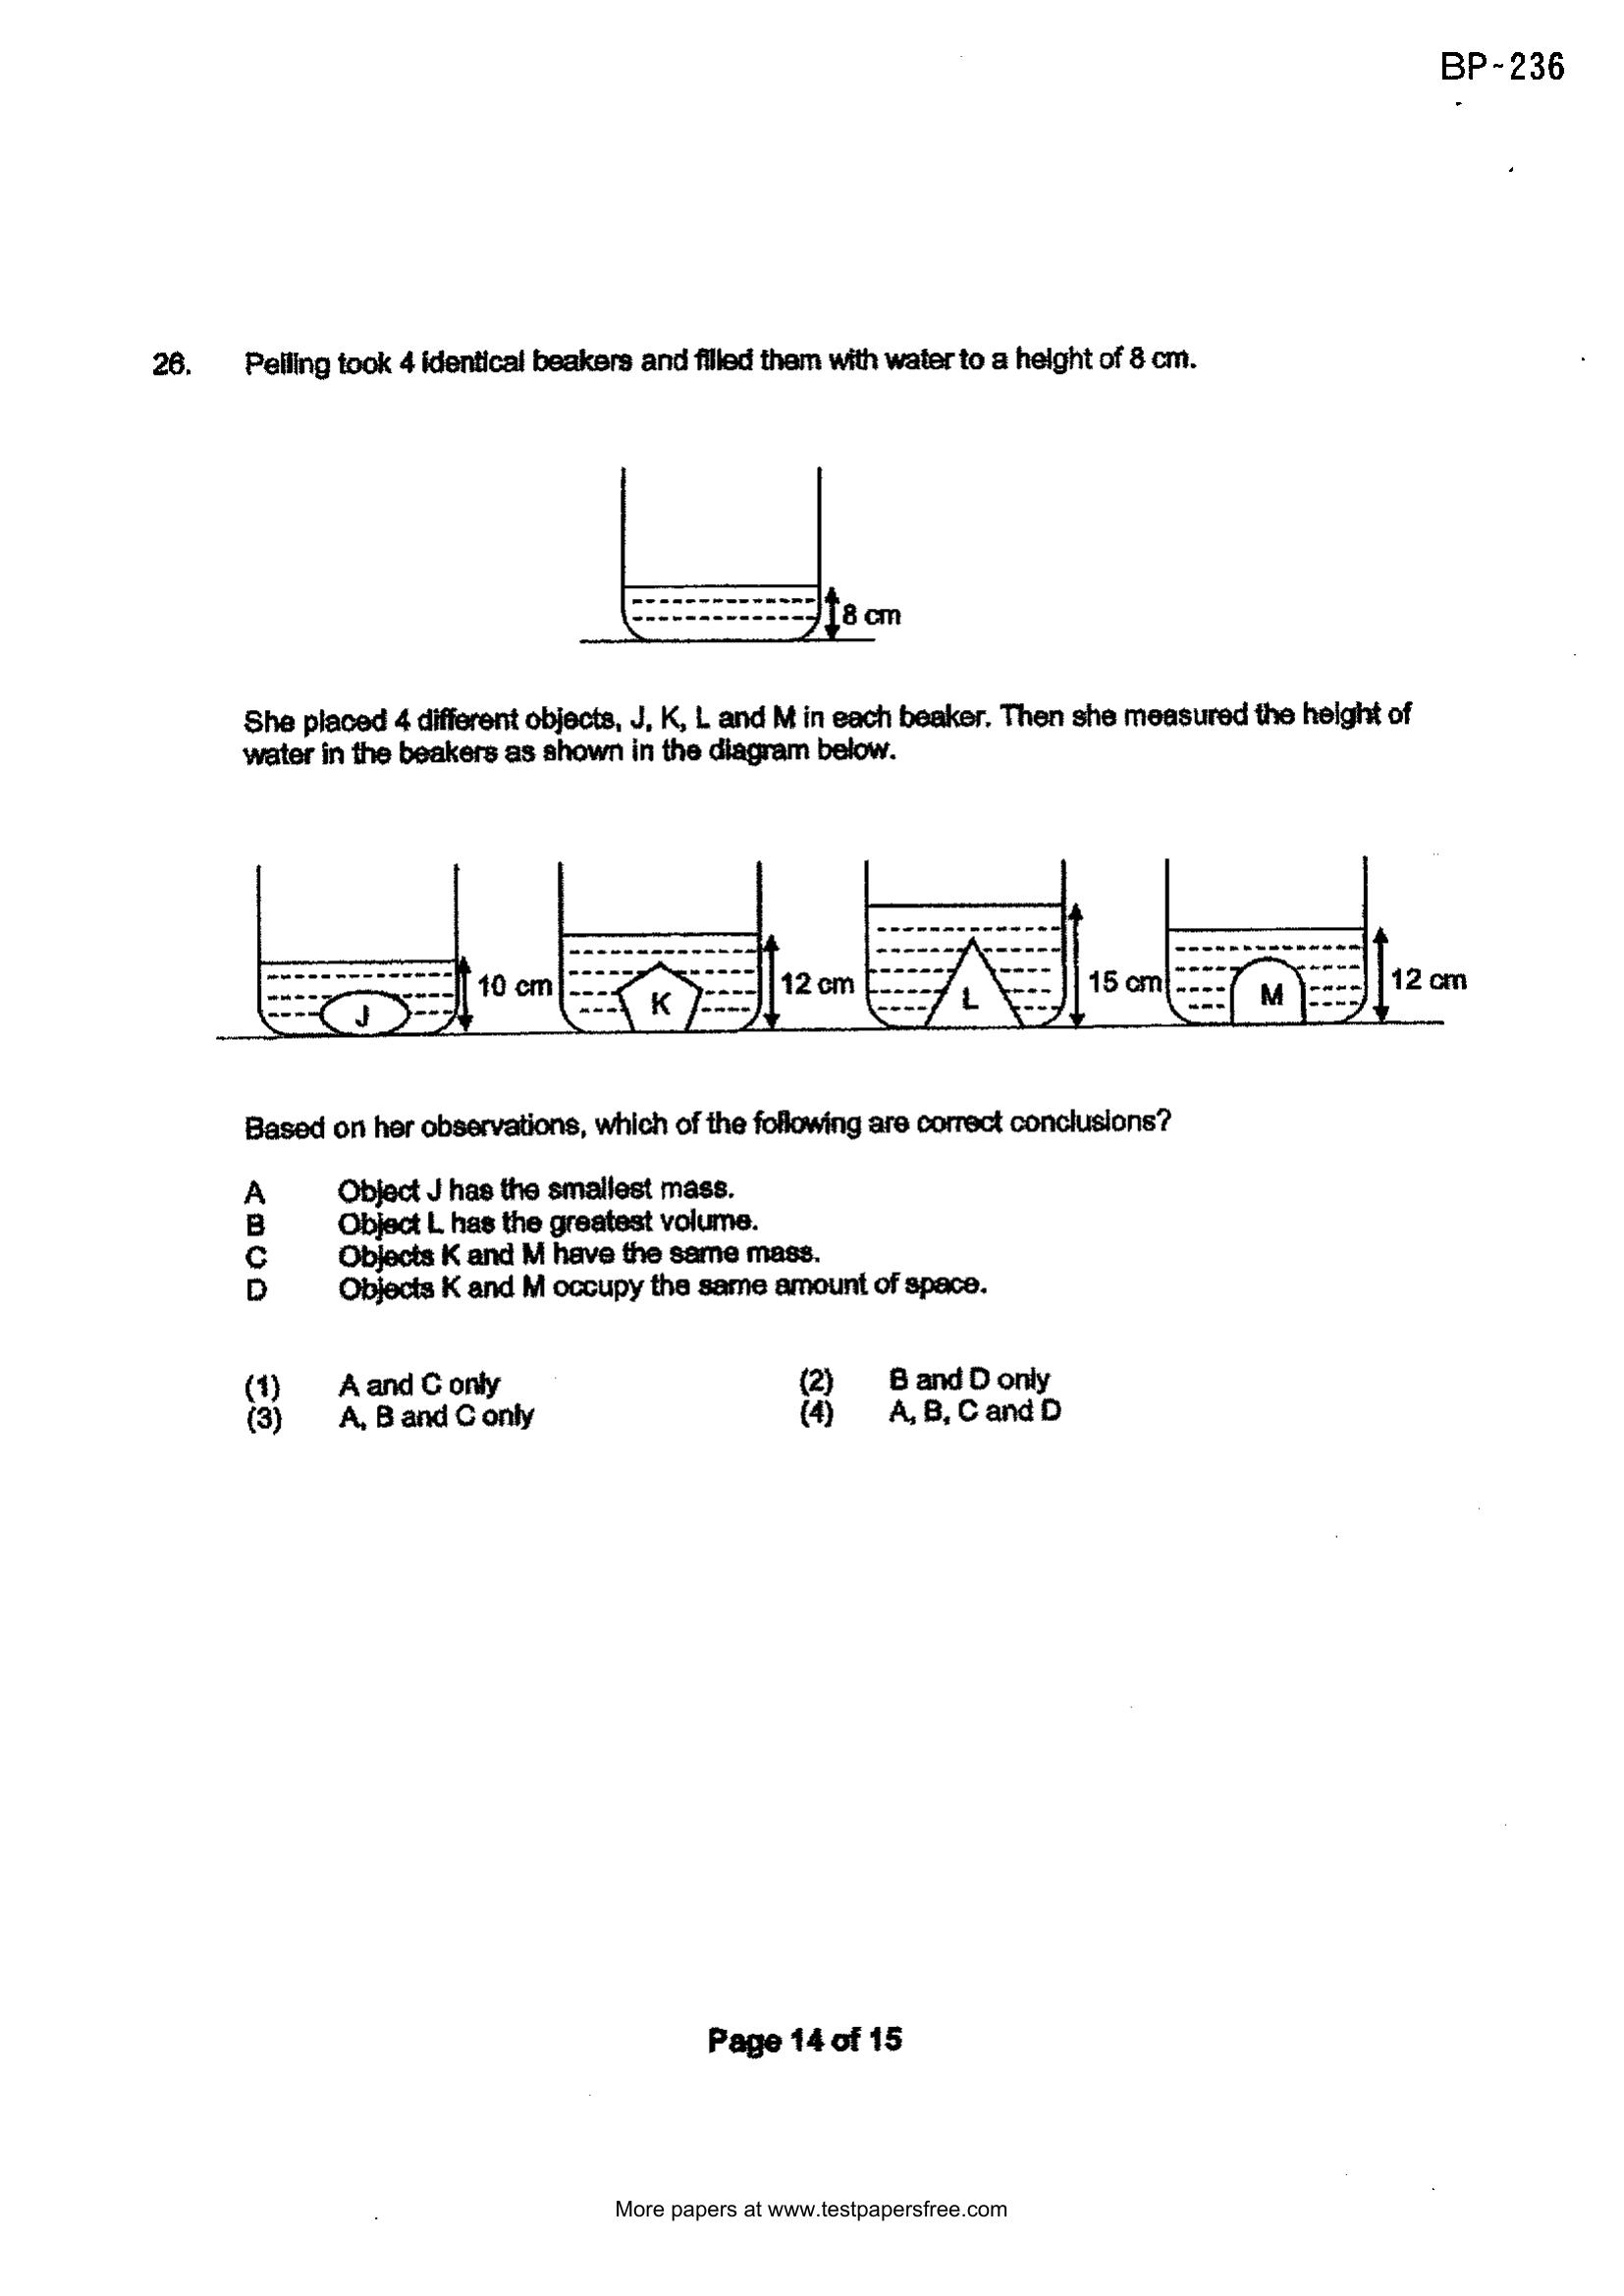 BP-236
26. Peiling took 4 identical beakers and filled them with water to a height of 8 cm.
8 cm
She placed 4 different objects, J, K, L and M in each beaker. Then she measured the height of
water in the beakers as shown in the diagram below.
J 10 cm K 12 cm L 15 cm M 12 cm
Based on her observations, which of the following are correct conclusions?
A Object J has the smallest mass.
B Object L has the greatest volume.
C Objects K and M have the same mass.
D Objects K and M occupy the same amount of space.
(1) A and C only (2) B and D only
(3) A, B and C only (4) A, B, C and D
Page 14 of 15
More papers at www.testpapersfree.com